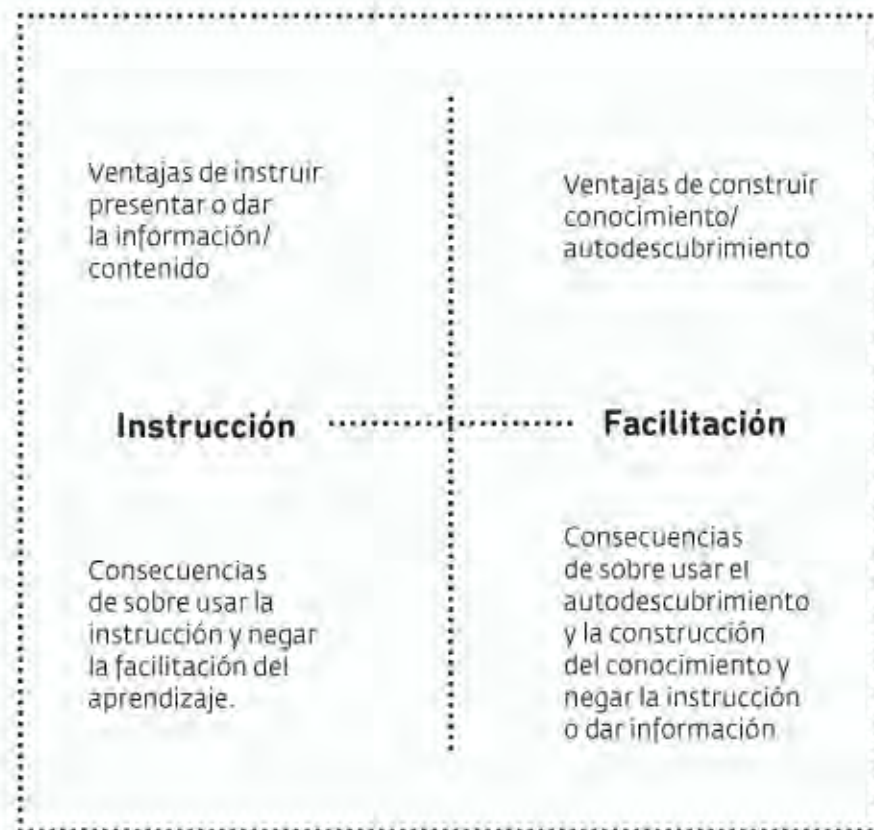 Ventajas de instruir
presentar o dar
la información/
contenido
Ventajas de construir
conocimiento/
autodescubrimiento
Instrucción
Facilitación
Consecuencias
de sobre usar la
instrucción y negar
la facilitación del
aprendizaje.
Consecuencias
de sobre usar el
autodescubrimiento
y la construcción
del conocimiento y
negar la instrucción
o dar información